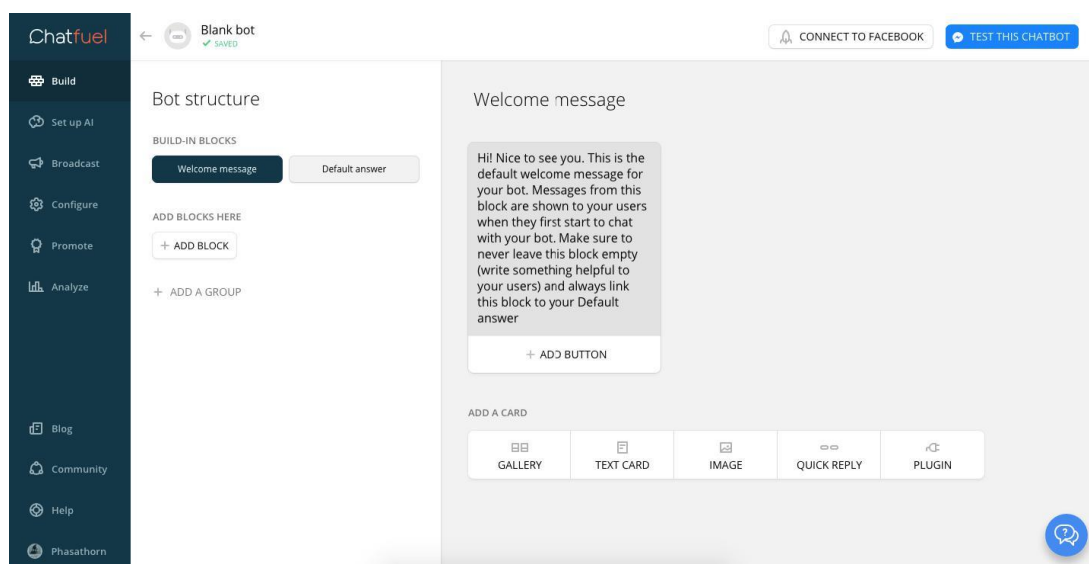 Chatfuel
Blank bot
SAVED
CONNECT TO FACEBOOK
TEST THIS CHATBOT
Build
Set up AI
Broadcast
Configure
Promote
Analyze
Blog
Community
Help
Phasathorn
Bot structure
BUILD-IN BLOCKS
Welcome message
Default answer
ADD BLOCKS HERE
+ ADD BLOCK
+ ADD A GROUP
Welcome message
Hi! Nice to see you. This is the
default welcome message for
your bot. Messages from this
block are shown to your users
when they first start to chat
with your bot. Make sure to
never leave this block empty
(write something helpful to
your users) and always link
this block to your Default
answer
+ ADD BUTTON
ADD A CARD
GALLERY
TEXT CARD
IMAGE
QUICK REPLY
PLUGIN